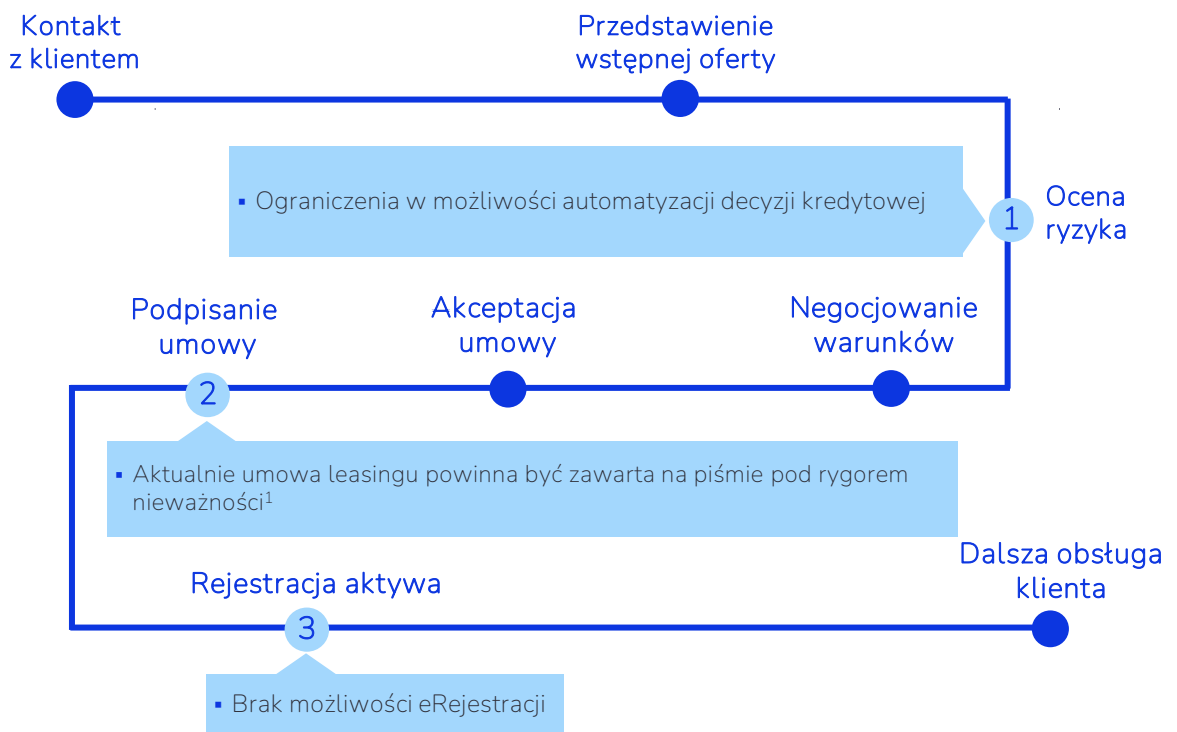 Kontakt
z klientem
Przedstawienie
wstępnej oferty
▪ Ograniczenia w możliwości automatyzacji decyzji kredytowej
1
Ocena
ryzyka
Negocjowanie
warunków
Akceptacja
umowy
Podpisanie
umowy
2
▪ Aktualnie umowa leasingu powinna być zawarta na piśmie pod rygorem
nieważności¹
Rejestracja aktywa
3
▪ Brak możliwości eRejestracji
Dalsza obsługa
klienta